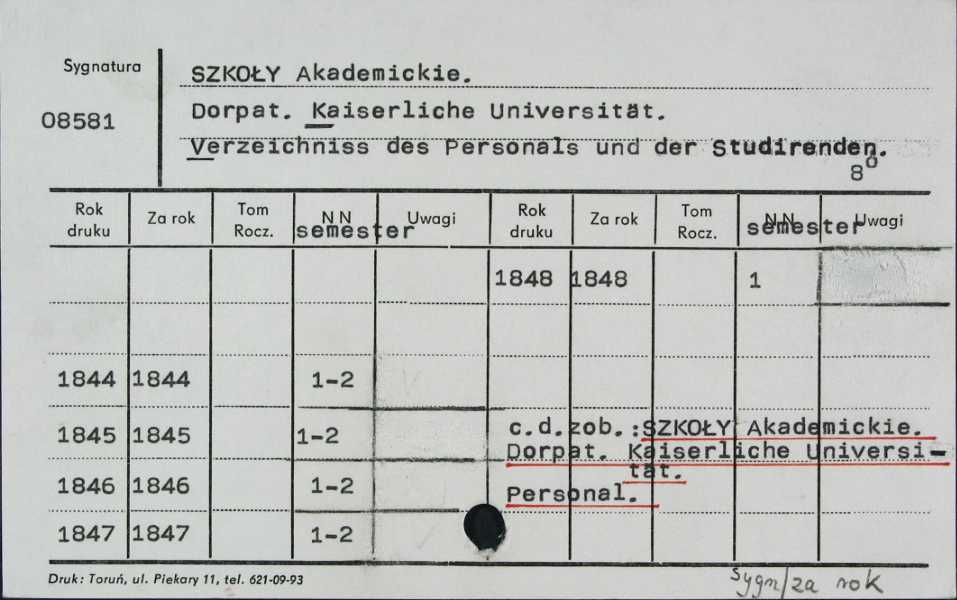 Sygnatura
08581
SZKOŁY Akademickie.
Dorpat. Kaiserliche Universität.
Verzeichniss des Personals und der Studirenden.
8°
Rok druku Za rok Tom Rocz. NN semester Uwagi Rok druku Za rok Tom Rocz. NN semester Uwagi
1848 1848 1
1844 1844 1-2
1845 1845 1-2
c.d.zob.:SZKOŁY Akademickie.
Dorpat. Kaiserliche Universi-
tät.
1846 1846 1-2
Personal.
1847 1847 1-2
Druk: Toruń, ul. Piekary 11, tel. 621-09-93
Sygn/za rok